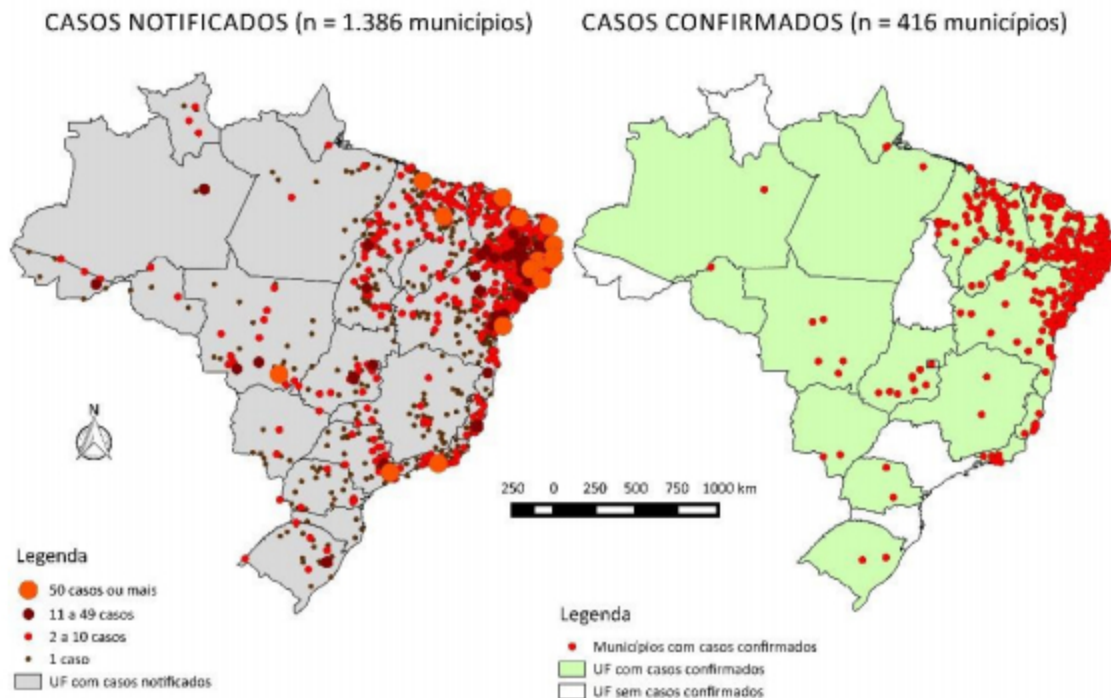 CASOS NOTIFICADOS (n = 1.386 municípios)
CASOS CONFIRMADOS (n = 416 municípios)
N
250 0 250 500 750 1000 km
Legenda
50 casos ou mais
11 a 49 casos
2 a 10 casos
1 caso
UF com casos notificados
Legenda
Municípios com casos confirmados
UF com casos confirmados
UF sem casos confirmados